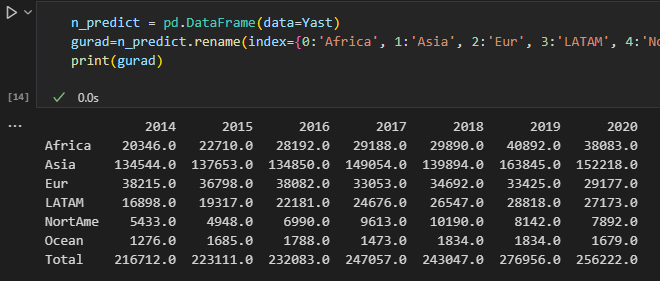 n_predict = pd.DataFrame(data=Yast)
gurad=n_predict.rename(index={0:'Africa', 1:'Asia', 2:'Eur', 3:'LATAM', 4:'No
print(gurad)
[14] 0.0s
2014 2015 2016 2017 2018 2019 2020
Africa 20346.0 22710.0 28192.0 29188.0 29890.0 40892.0 38083.0
Asia 134544.0 137653.0 134850.0 149054.0 139894.0 163845.0 152218.0
Eur 38215.0 36798.0 38082.0 33053.0 34692.0 33425.0 29177.0
LATAM 16898.0 19317.0 22181.0 24676.0 26547.0 28818.0 27173.0
NortAme 5433.0 4948.0 6990.0 9613.0 10190.0 8142.0 7892.0
Ocean 1276.0 1685.0 1788.0 1473.0 1834.0 1834.0 1679.0
Total 216712.0 223111.0 232083.0 247057.0 243047.0 276956.0 256222.0